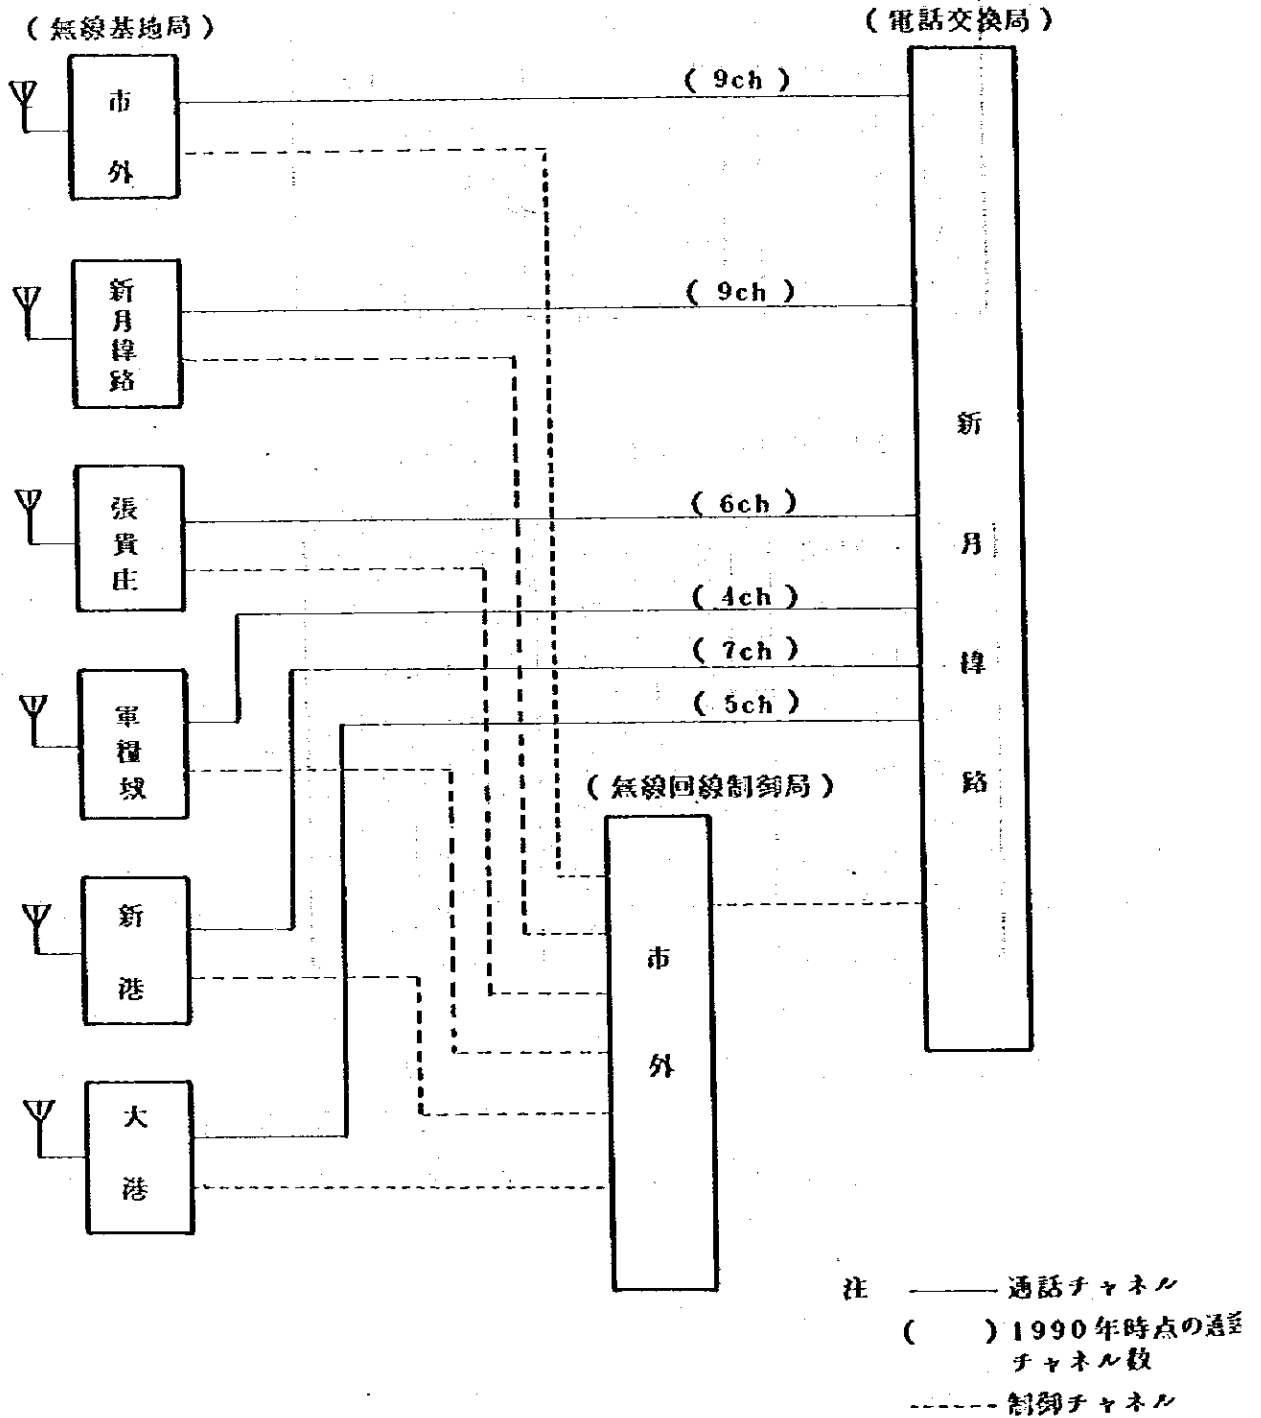 (無線基地局)
(電話交換局)
市外
(9ch)
新月緯路
(9ch)
張貴庄
(6ch)
軍糧城
(4ch)
(7ch)
(5ch)
新港
大港
(無線回線制御局)
市外
新月緯路
注 通話チャネル
( ) 1990年時点の通話
チャネル数
制御チャネル